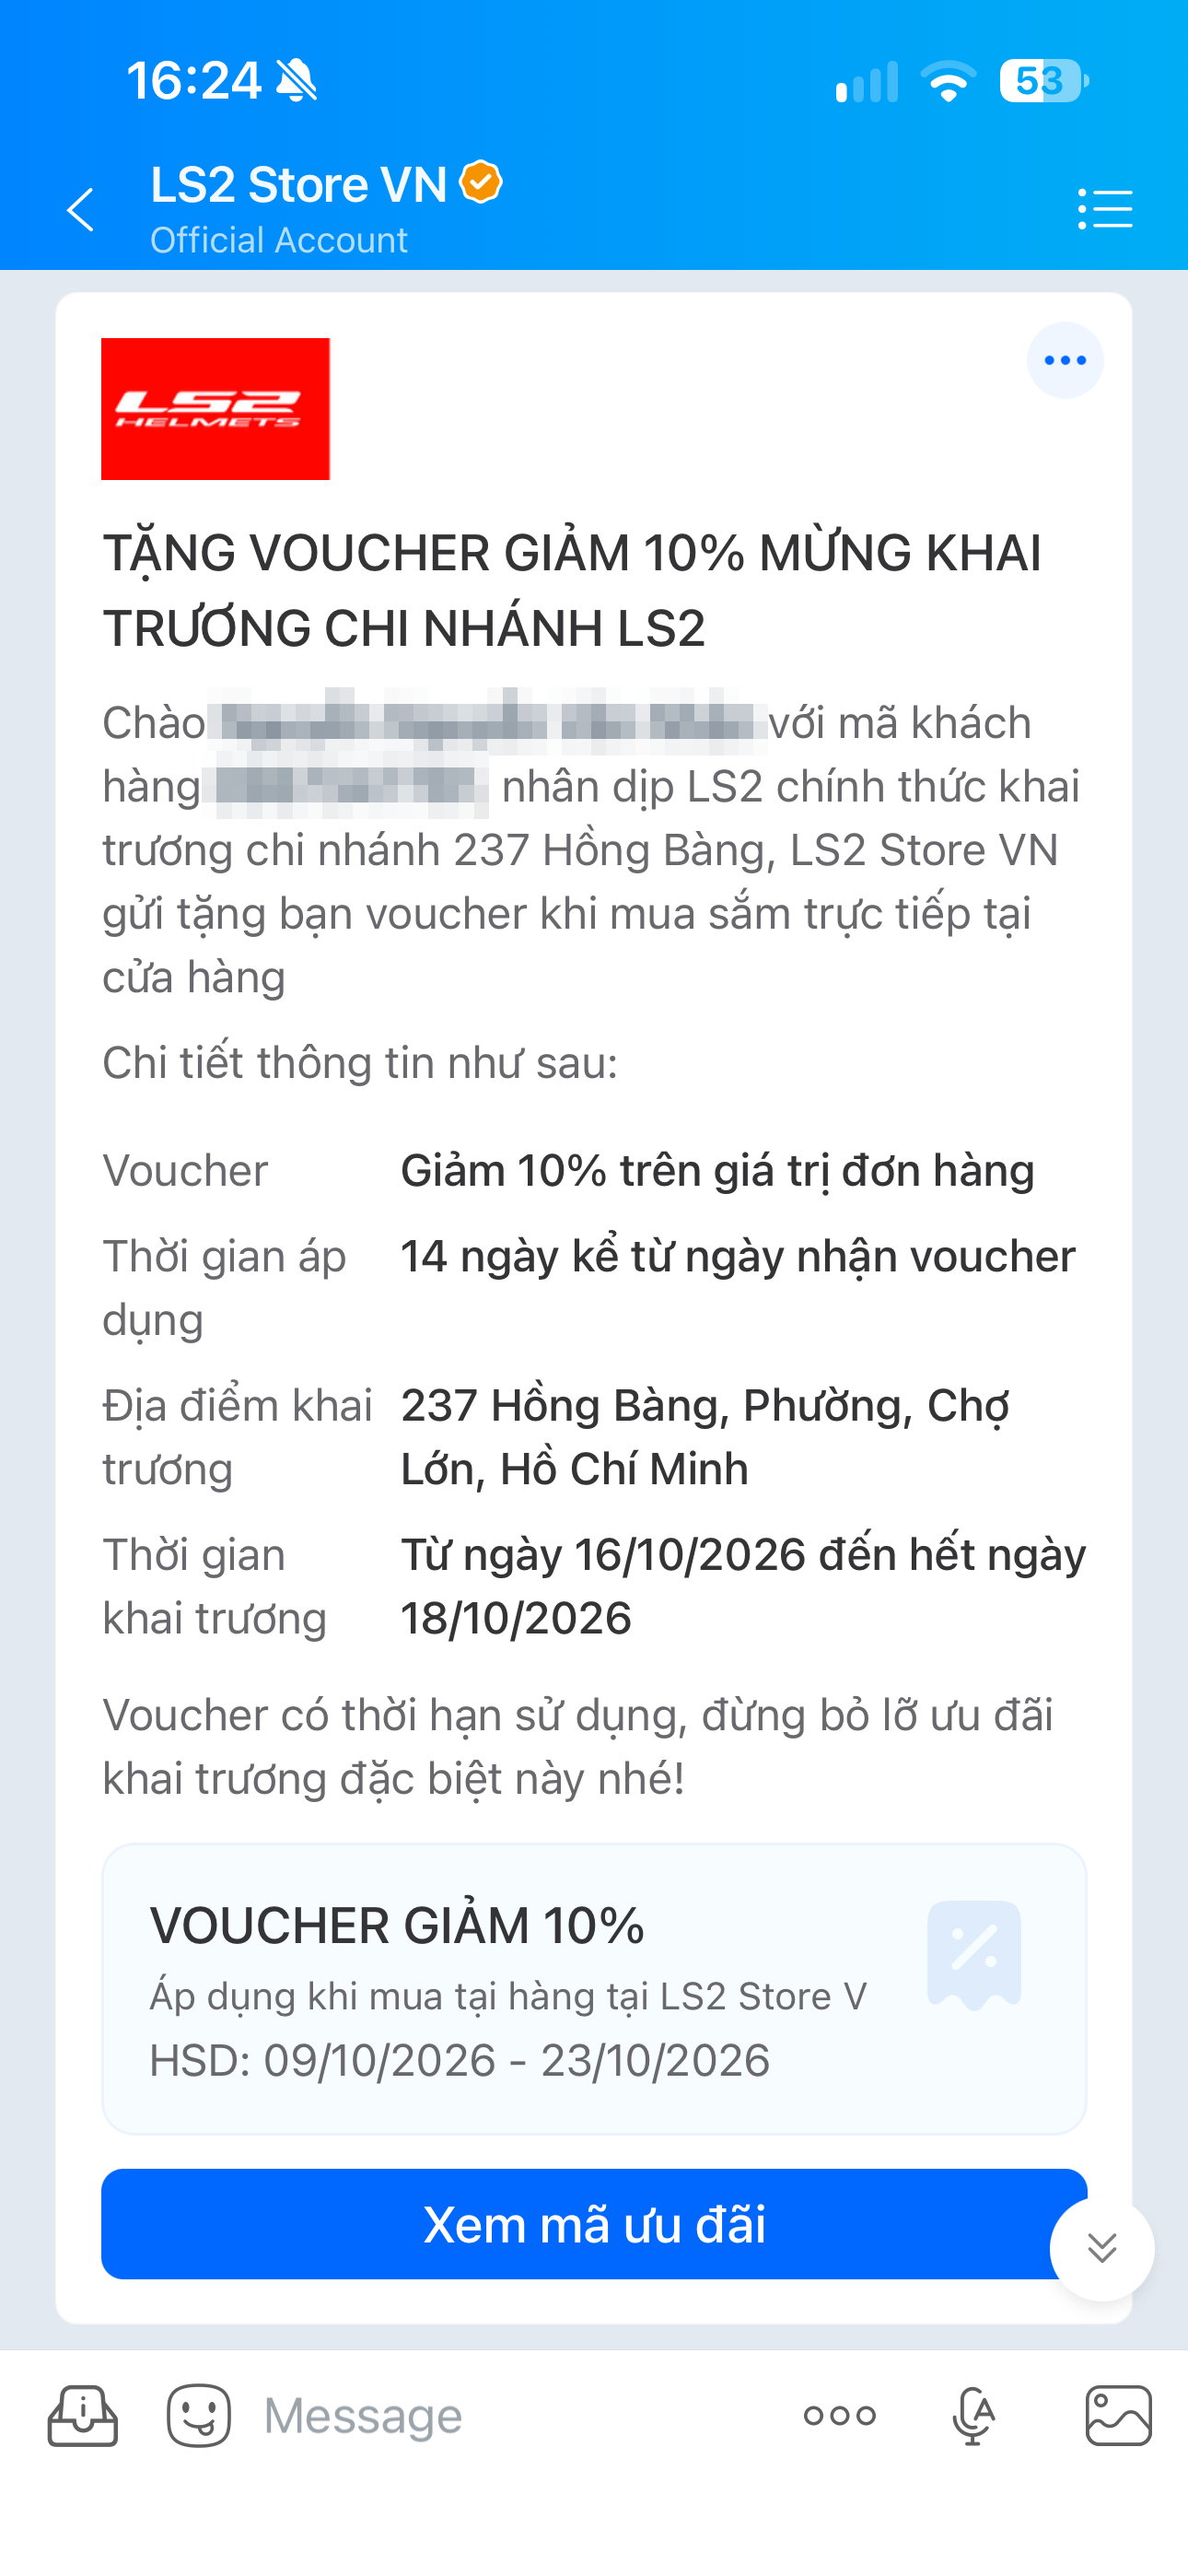 16:24
53
LS2 Store VN
Official Account
LS2
HELMETS
TẶNG VOUCHER GIẢM 10% MỪNG KHAI
TRƯƠNG CHI NHÁNH LS2
Chào với mã khách
hàng nhân dịp LS2 chính thức khai
trương chi nhánh 237 Hồng Bàng, LS2 Store VN
gửi tặng bạn voucher khi mua sắm trực tiếp tại
cửa hàng
Chi tiết thông tin như sau:
Voucher Giảm 10% trên giá trị đơn hàng
Thời gian áp 14 ngày kể từ ngày nhận voucher
dụng
Địa điểm khai 237 Hồng Bàng, Phường, Chợ
trương Lớn, Hồ Chí Minh
Thời gian Từ ngày 16/10/2026 đến hết ngày
khai trương 18/10/2026
Voucher có thời hạn sử dụng, đừng bỏ lỡ ưu đãi
khai trương đặc biệt này nhé!
VOUCHER GIẢM 10%
Áp dụng khi mua tại hàng tại LS2 Store V
HSD: 09/10/2026 - 23/10/2026
Xem mã ưu đãi
Message